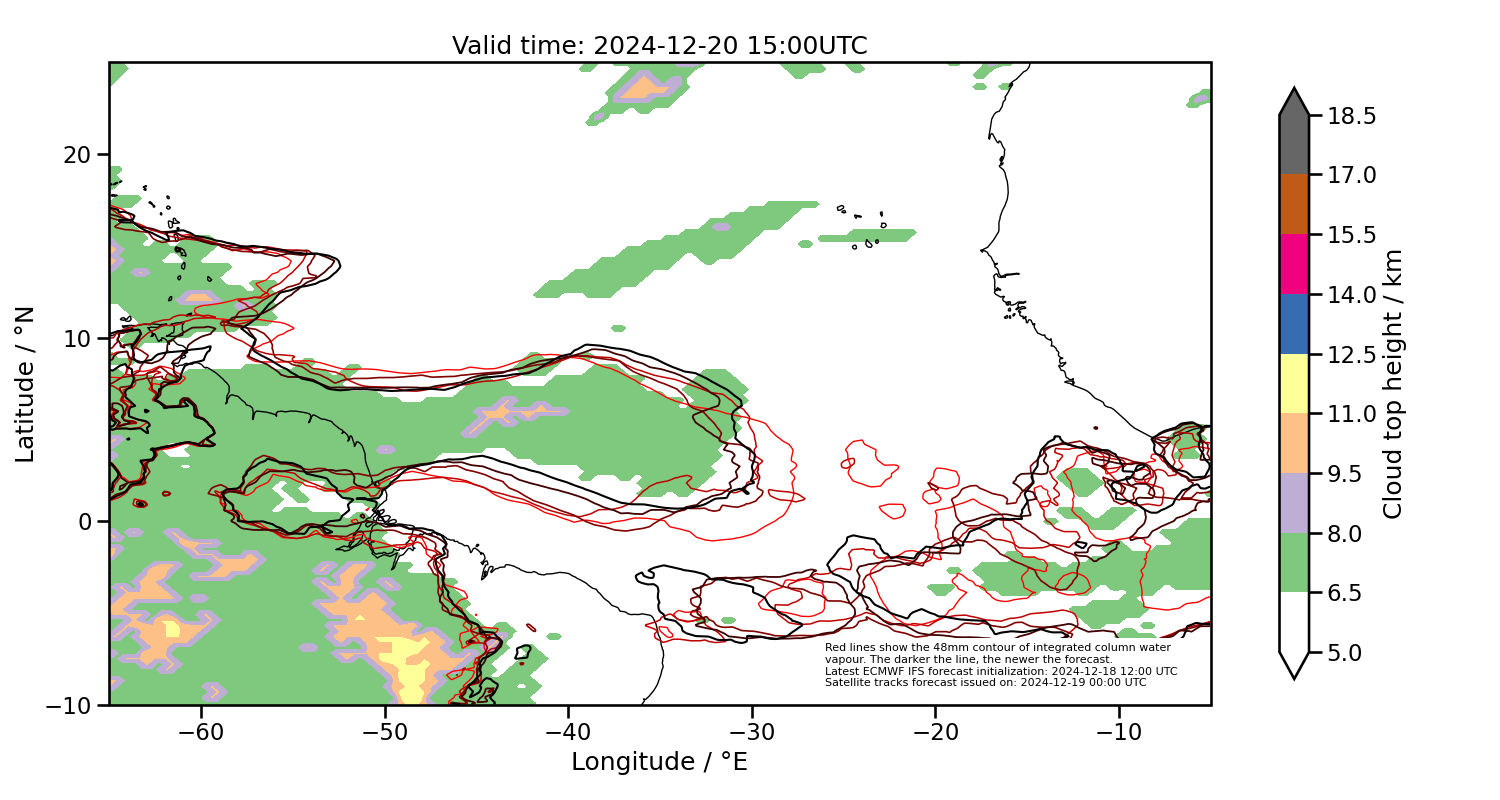 Valid time: 2024-12-20 15:00UTC
20
10
0
−10
Latitude / °N
−60
−50
−40
−30
−20
−10
Longitude / °E
Red lines show the 48mm contour of integrated column water
vapour. The darker the line, the newer the forecast.
Latest ECMWF IFS forecast initialization: 2024-12-18 12:00 UTC
Satellite tracks forecast issued on: 2024-12-19 00:00 UTC
18.5
17.0
15.5
14.0
12.5
11.0
9.5
8.0
6.5
5.0
Cloud top height / km